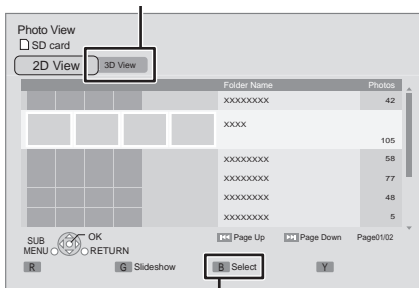 Photo View
SD card
2D View 3D View
Folder Name Photos
XXXXXXXX 42
XXXX
105
XXXXXXXX 58
XXXXXXXX 77
XXXXXXXX 48
XXXXXXXX 5
SUB MENU OK RETURN
Page Up Page Down Page01/02
R G Slideshow B Select Y